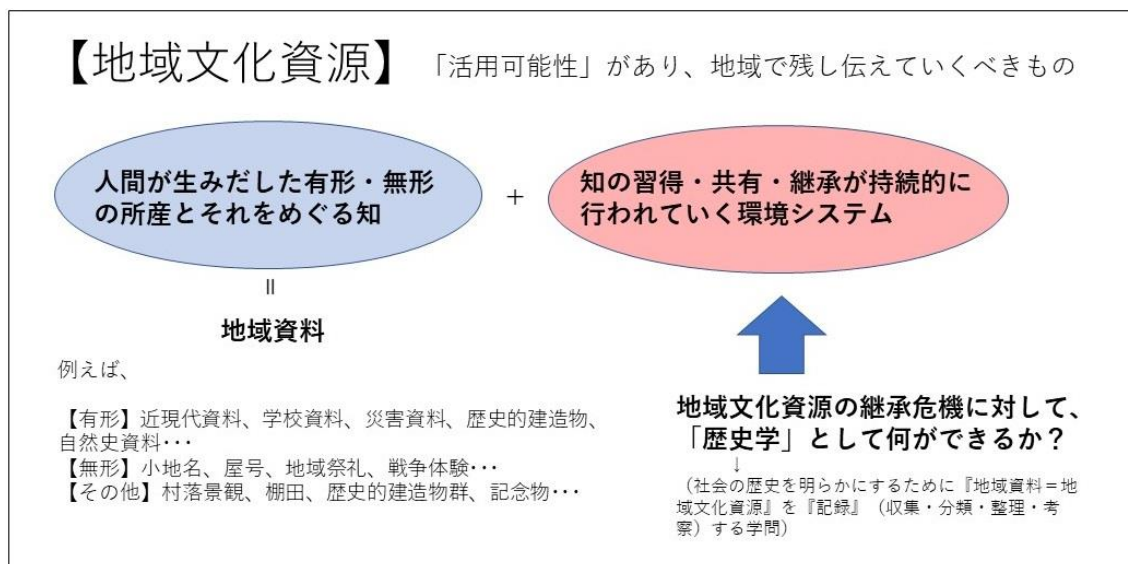 【地域文化資源】 「活用可能性」があり、地域で残し伝えていくべきもの
人間が生みだした有形・無形
の所産とそれをめぐる知
+
知の習得・共有・継承が持続的に
行われていく環境システム
=
地域資料
例えば、
【有形】近現代資料、学校資料、災害資料、歴史的建造物、
自然史資料･･･
【無形】小地名、屋号、地域祭礼、戦争体験･･･
【その他】村落景観、棚田、歴史的建造物群、記念物･･･
地域文化資源の継承危機に対して、
「歴史学」として何ができるか？
↓
（社会の歴史を明らかにするために『地域資料＝地
域文化資源』を『記録』（収集・分類・整理・考
察）する学問）